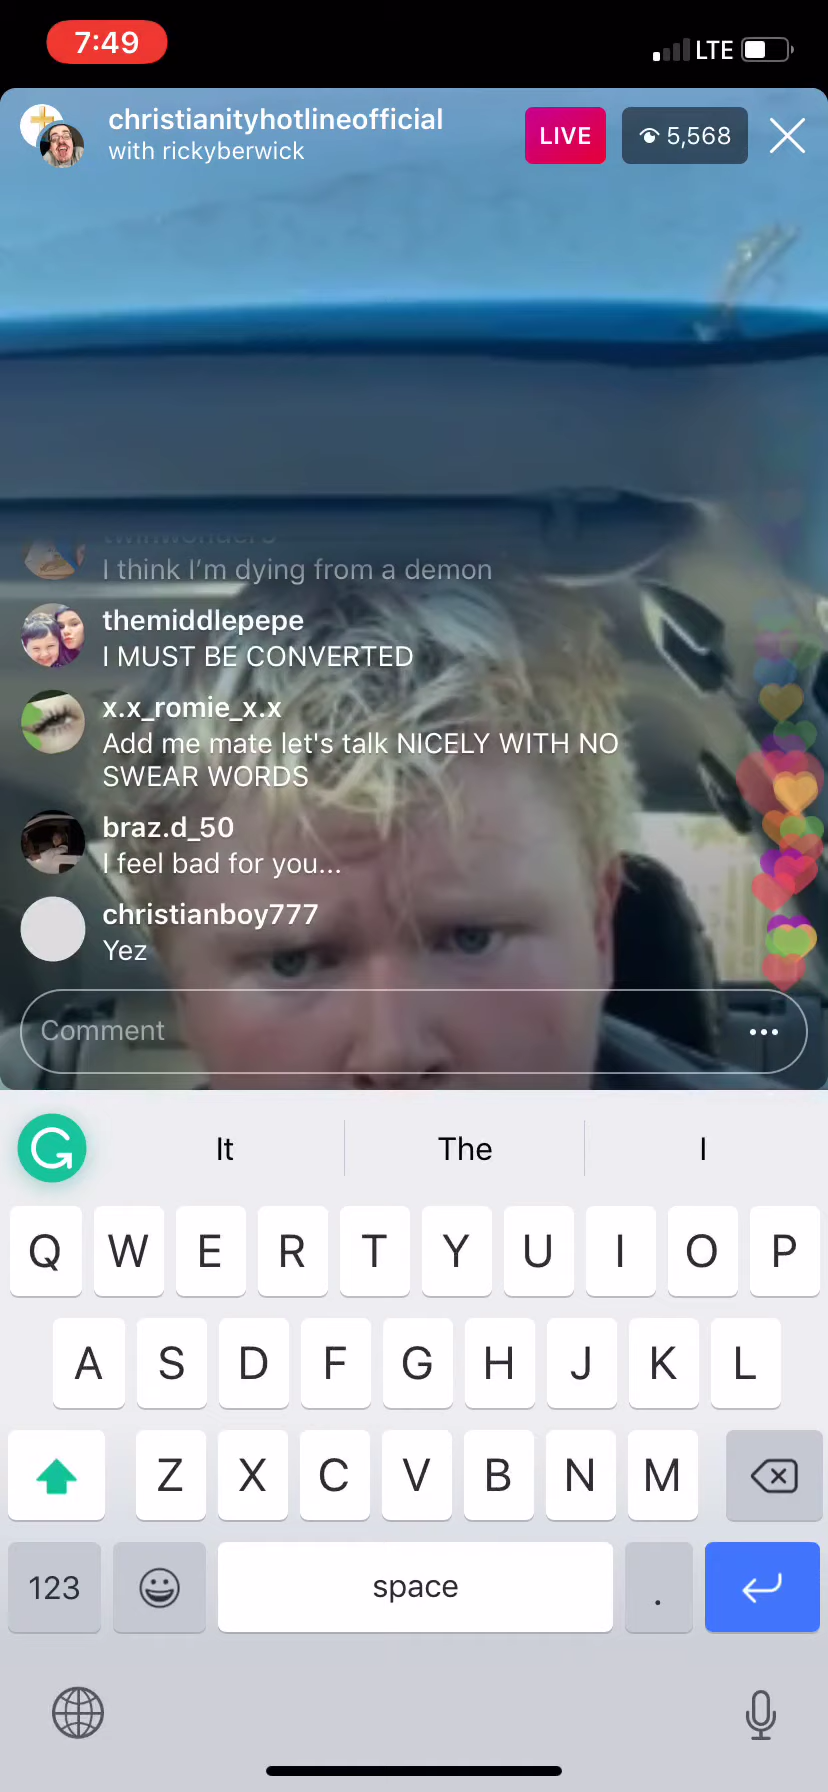 7:49
LTE
christianityhotlineofficial
LIVE
5,568
with rickyberwick
I think I’m dying from a demon
themiddlepepe
I MUST BE CONVERTED
x.x_romie_x.x
Add me mate let's talk NICELY WITH NO
SWEAR WORDS
braz.d_50
I feel bad for you...
christianboy777
Yez
Comment
It The I
Q W E R T Y U I O P
A S D F G H J K L
Z X C V B N M
123 space .